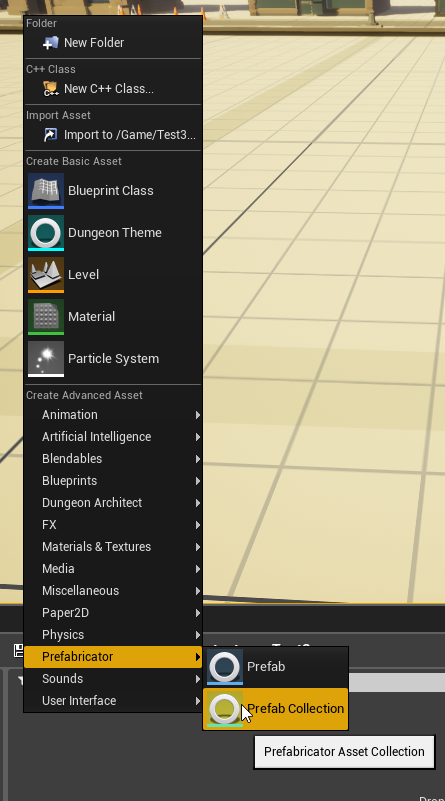 Folder
New Folder
C++ Class
New C++ Class...
Import Asset
Import to /Game/Test3...
Create Basic Asset
Blueprint Class
Dungeon Theme
Level
Material
Particle System
Create Advanced Asset
Animation
Artificial Intelligence
Blendables
Blueprints
Dungeon Architect
FX
Materials & Textures
Media
Miscellaneous
Paper2D
Physics
Prefabricator
Sounds
User Interface
Prefab
Prefab Collection
Prefabricator Asset Collection